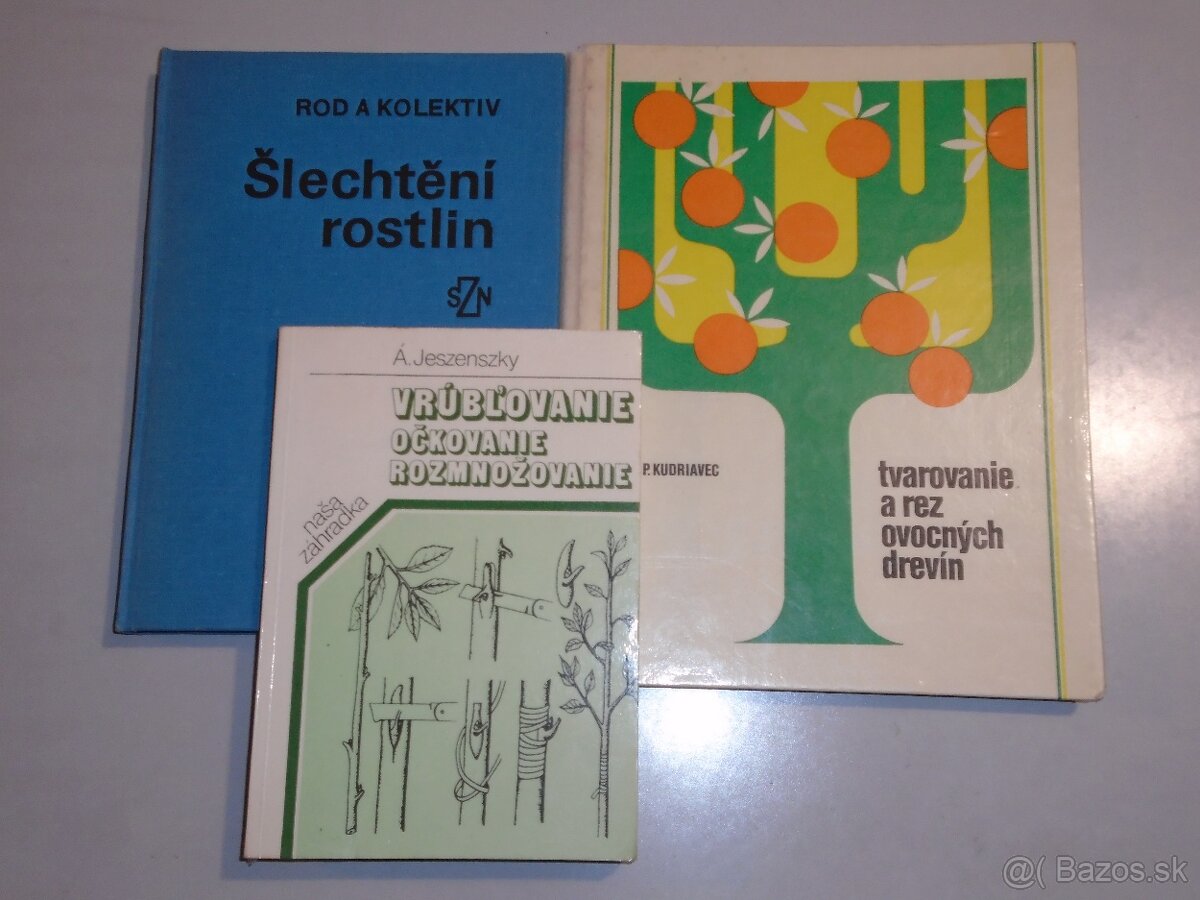 ROD A KOLEKTIV
Šlechtění
rostlin
SZN
Á. Jeszenszky
VRÚBĽOVANIE
OČKOVANIE
ROZMNOŽOVANIE
naša
záhradka
P. KUDRIAVEC
tvarovanie
a rez
ovocných
drevín
@( Bazos.sk